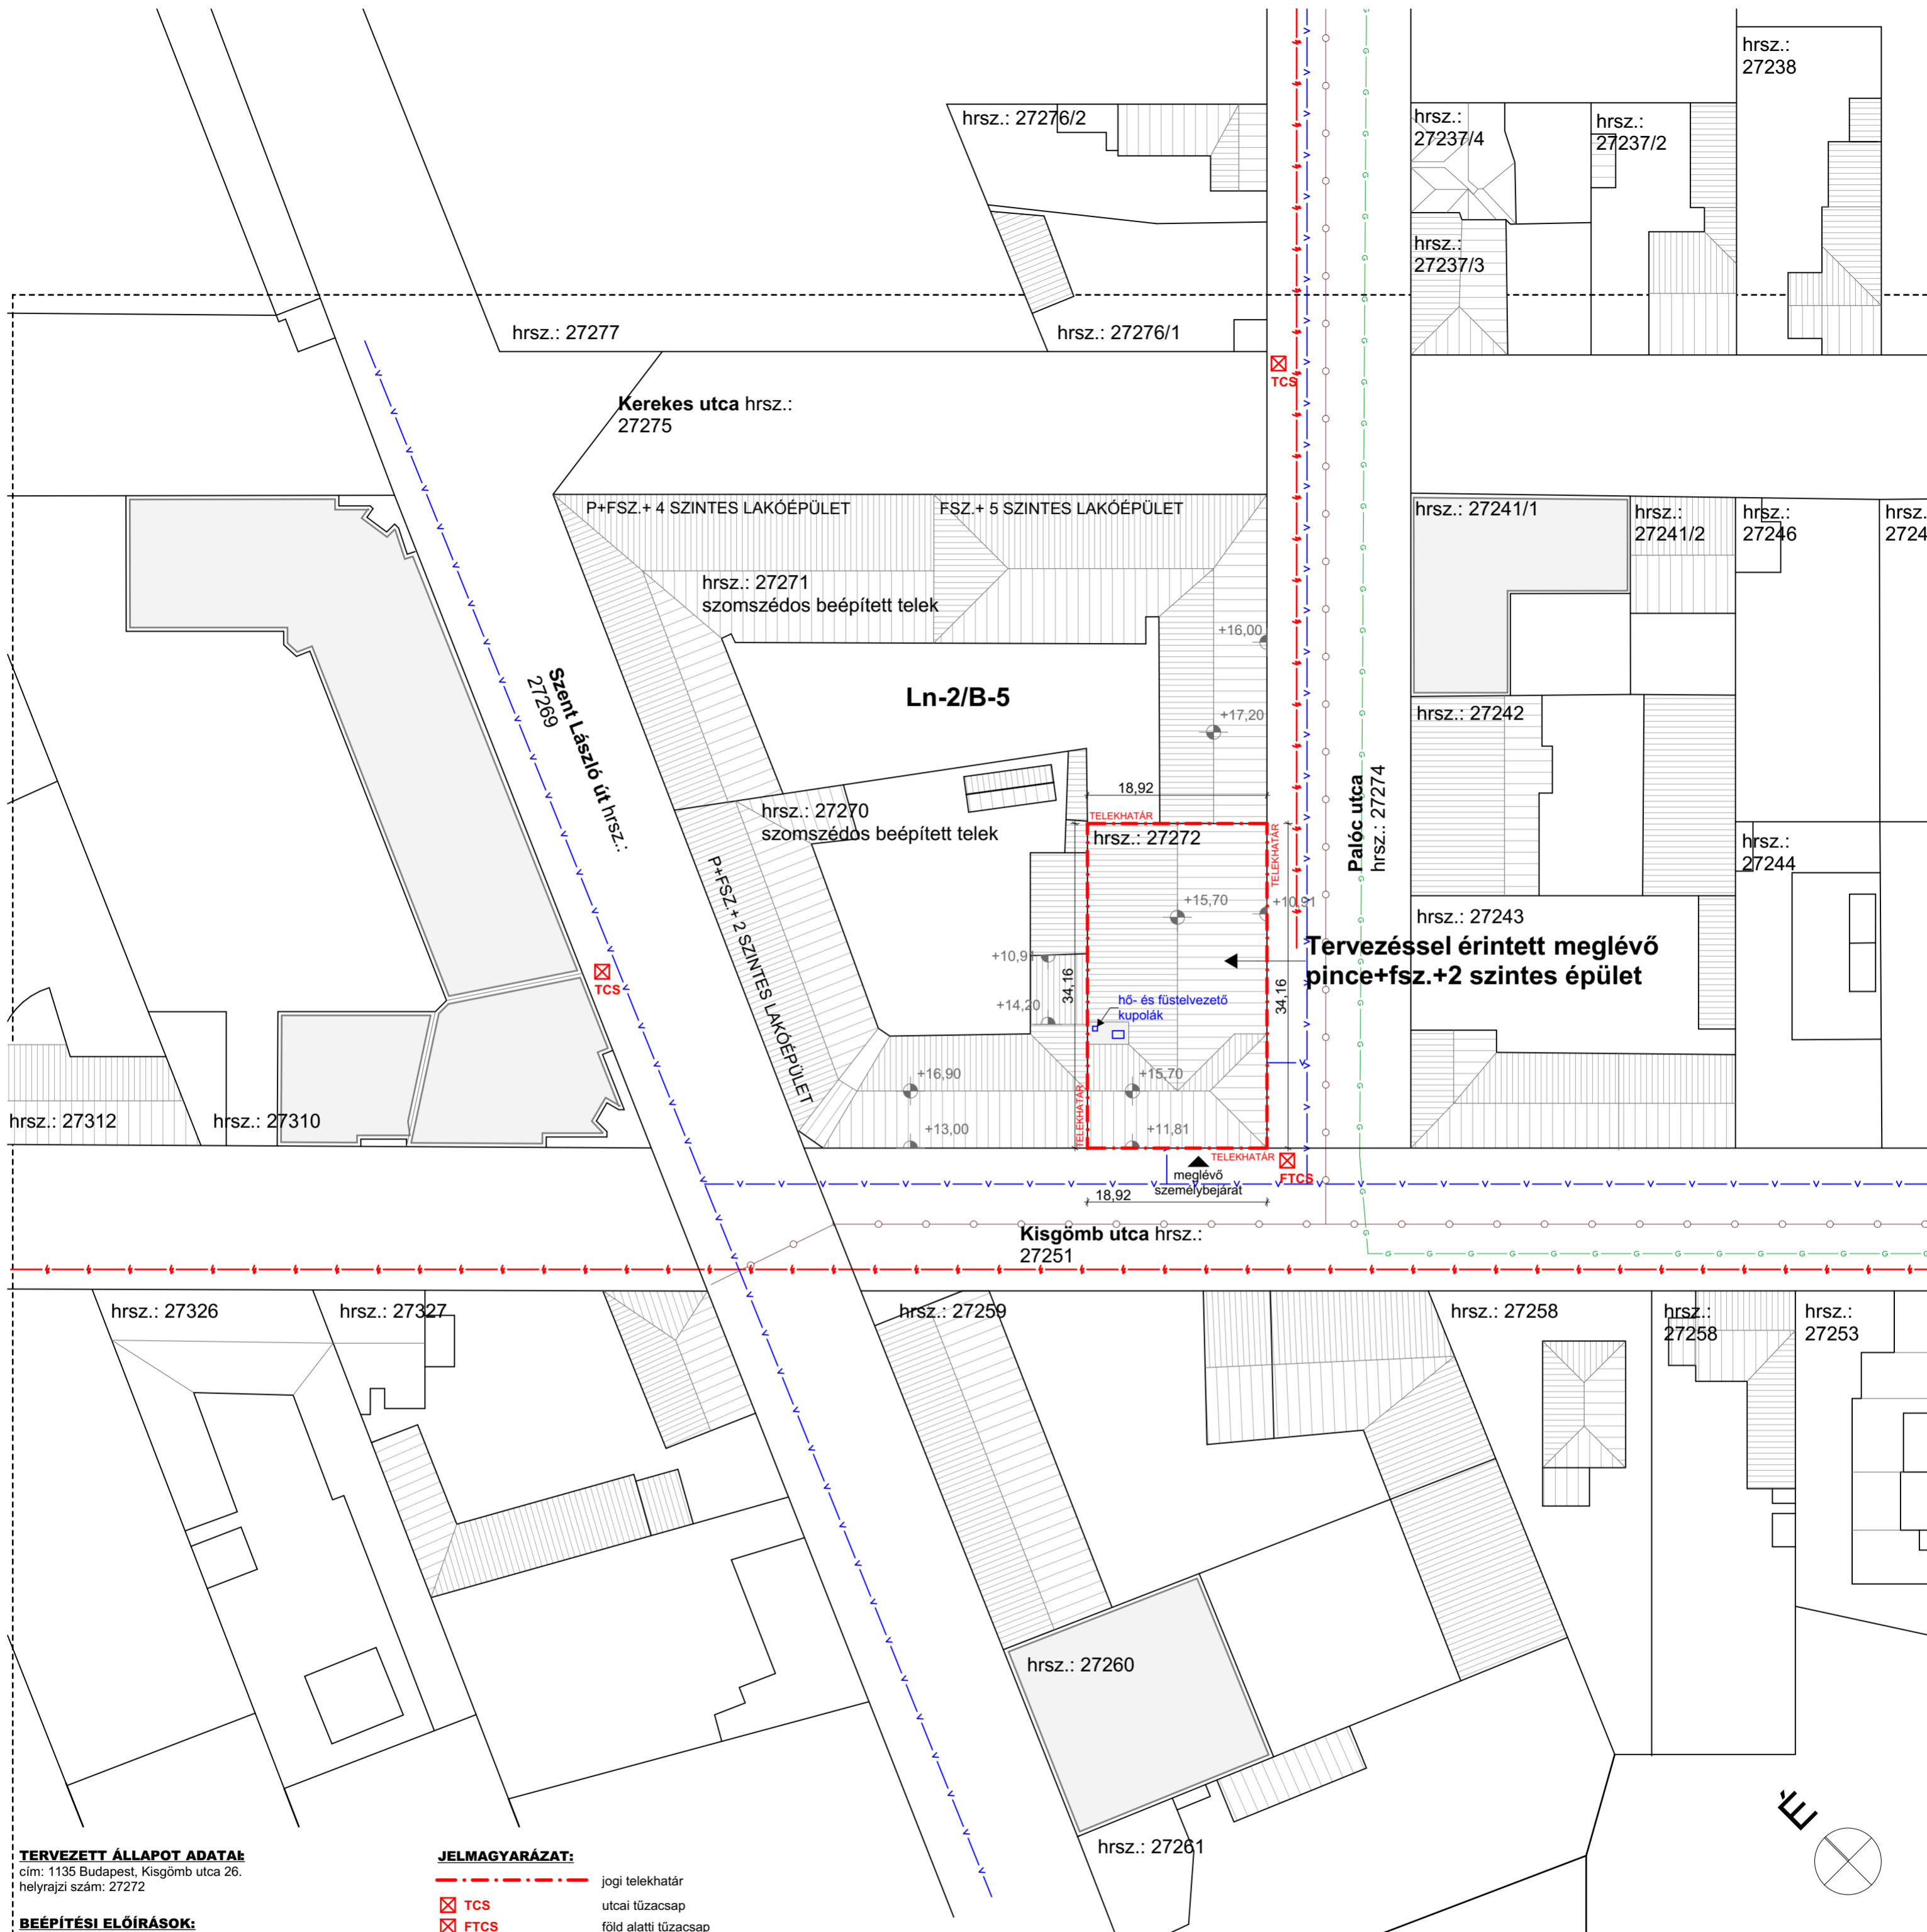 hrsz.:
27238
hrsz.: 27276/2
hrsz.:
27237/4
hrsz.:
27237/2
hrsz.:
27237/3
hrsz.: 27277
hrsz.: 27276/1
TCS
Kerekes utca hrsz.:
27275
P+FSZ.+ 4 SZINTES LAKÓÉPÜLET
FSZ.+ 5 SZINTES LAKÓÉPÜLET
hrsz.: 27241/1
hrsz.:
27241/2
hrsz.:
27246
hrsz.
2724
hrsz.: 27271
szomszédos beépített telek
+16,00
Szent László út hrsz.:
27269
Ln-2/B-5
+17,20
hrsz.: 27242
Palóc utca
hrsz.: 27274
18,92
TELEKHATÁR
hrsz.: 27270
szomszédos beépített telek
hrsz.: 27272
TELEKHATÁR
hrsz.:
27244
P+FSZ.+ 2 SZINTES LAKÓÉPÜLET
+15,70
+10,91
hrsz.: 27243
Tervezéssel érintett meglévő
pince+fsz.+2 szintes épület
+10,91
34,16
34,16
TCS
+14,20
hő- és füstelvezető
kupolák
+16,90
+15,70
TELEKHATÁR
hrsz.: 27312
hrsz.: 27310
+13,00
+11,81
TELEKHATÁR
FTCS
meglévő
személybejárat
18,92
Kisgömb utca hrsz.:
27251
hrsz.: 27326
hrsz.: 27327
hrsz.: 27259
hrsz.: 27258
hrsz.:
27258
hrsz.:
27253
hrsz.: 27260
hrsz.: 27261
É
TERVEZETT ÁLLAPOT ADATAI:
cím: 1135 Budapest, Kisgömb utca 26.
helyrajzi szám: 27272
BEÉPÍTÉSI ELŐÍRÁSOK:
JELMAGYARÁZAT:
jogi telekhatár
TCS utcai tűzacsap
FTCS föld alatti tűzacsap